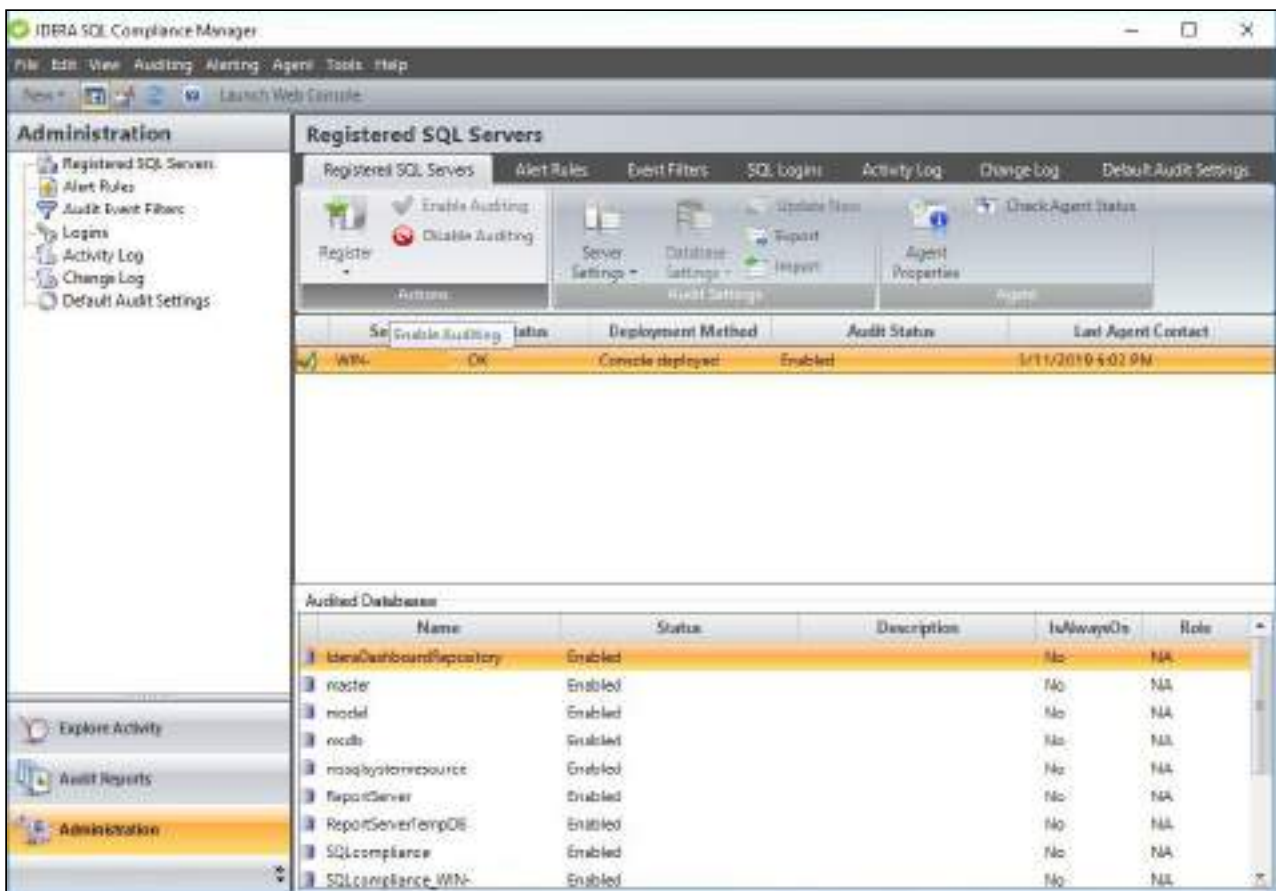 IDERA SQL Compliance Manager
File Edit View Auditing Alerting Agent Tools Help
New Launch Web Console
Administration
Registered SQL Servers
Alert Rules
Audit Event Filters
Logins
Activity Log
Change Log
Default Audit Settings
Explore Activity
Audit Reports
Administration
Registered SQL Servers
Registered SQL Servers Alert Rules Event Filters SQL Logins Activity Log Change Log Default Audit Settings
Register
Enable Auditing
Disable Auditing
Actions
Server Settings
Database Settings
Update Now
Export
Import
Audit Settings
Agent Properties
Check Agent Status
Agent
Enable Auditing
Se atus Deployment Method Audit Status Last Agent Contact
WIN- OK Console deployed Enabled 3/11/2019 6:02 PM
Audited Databases
Name Status Description IsAlwaysOn Role
IderaDashboardRepository Enabled No NA
master Enabled No NA
model Enabled No NA
msdb Enabled No NA
mssqlsystemresource Enabled No NA
ReportServer Enabled No NA
ReportServerTempDB Enabled No NA
SQLcompliance Enabled No NA
SQLcompliance_WIN- Enabled No NA